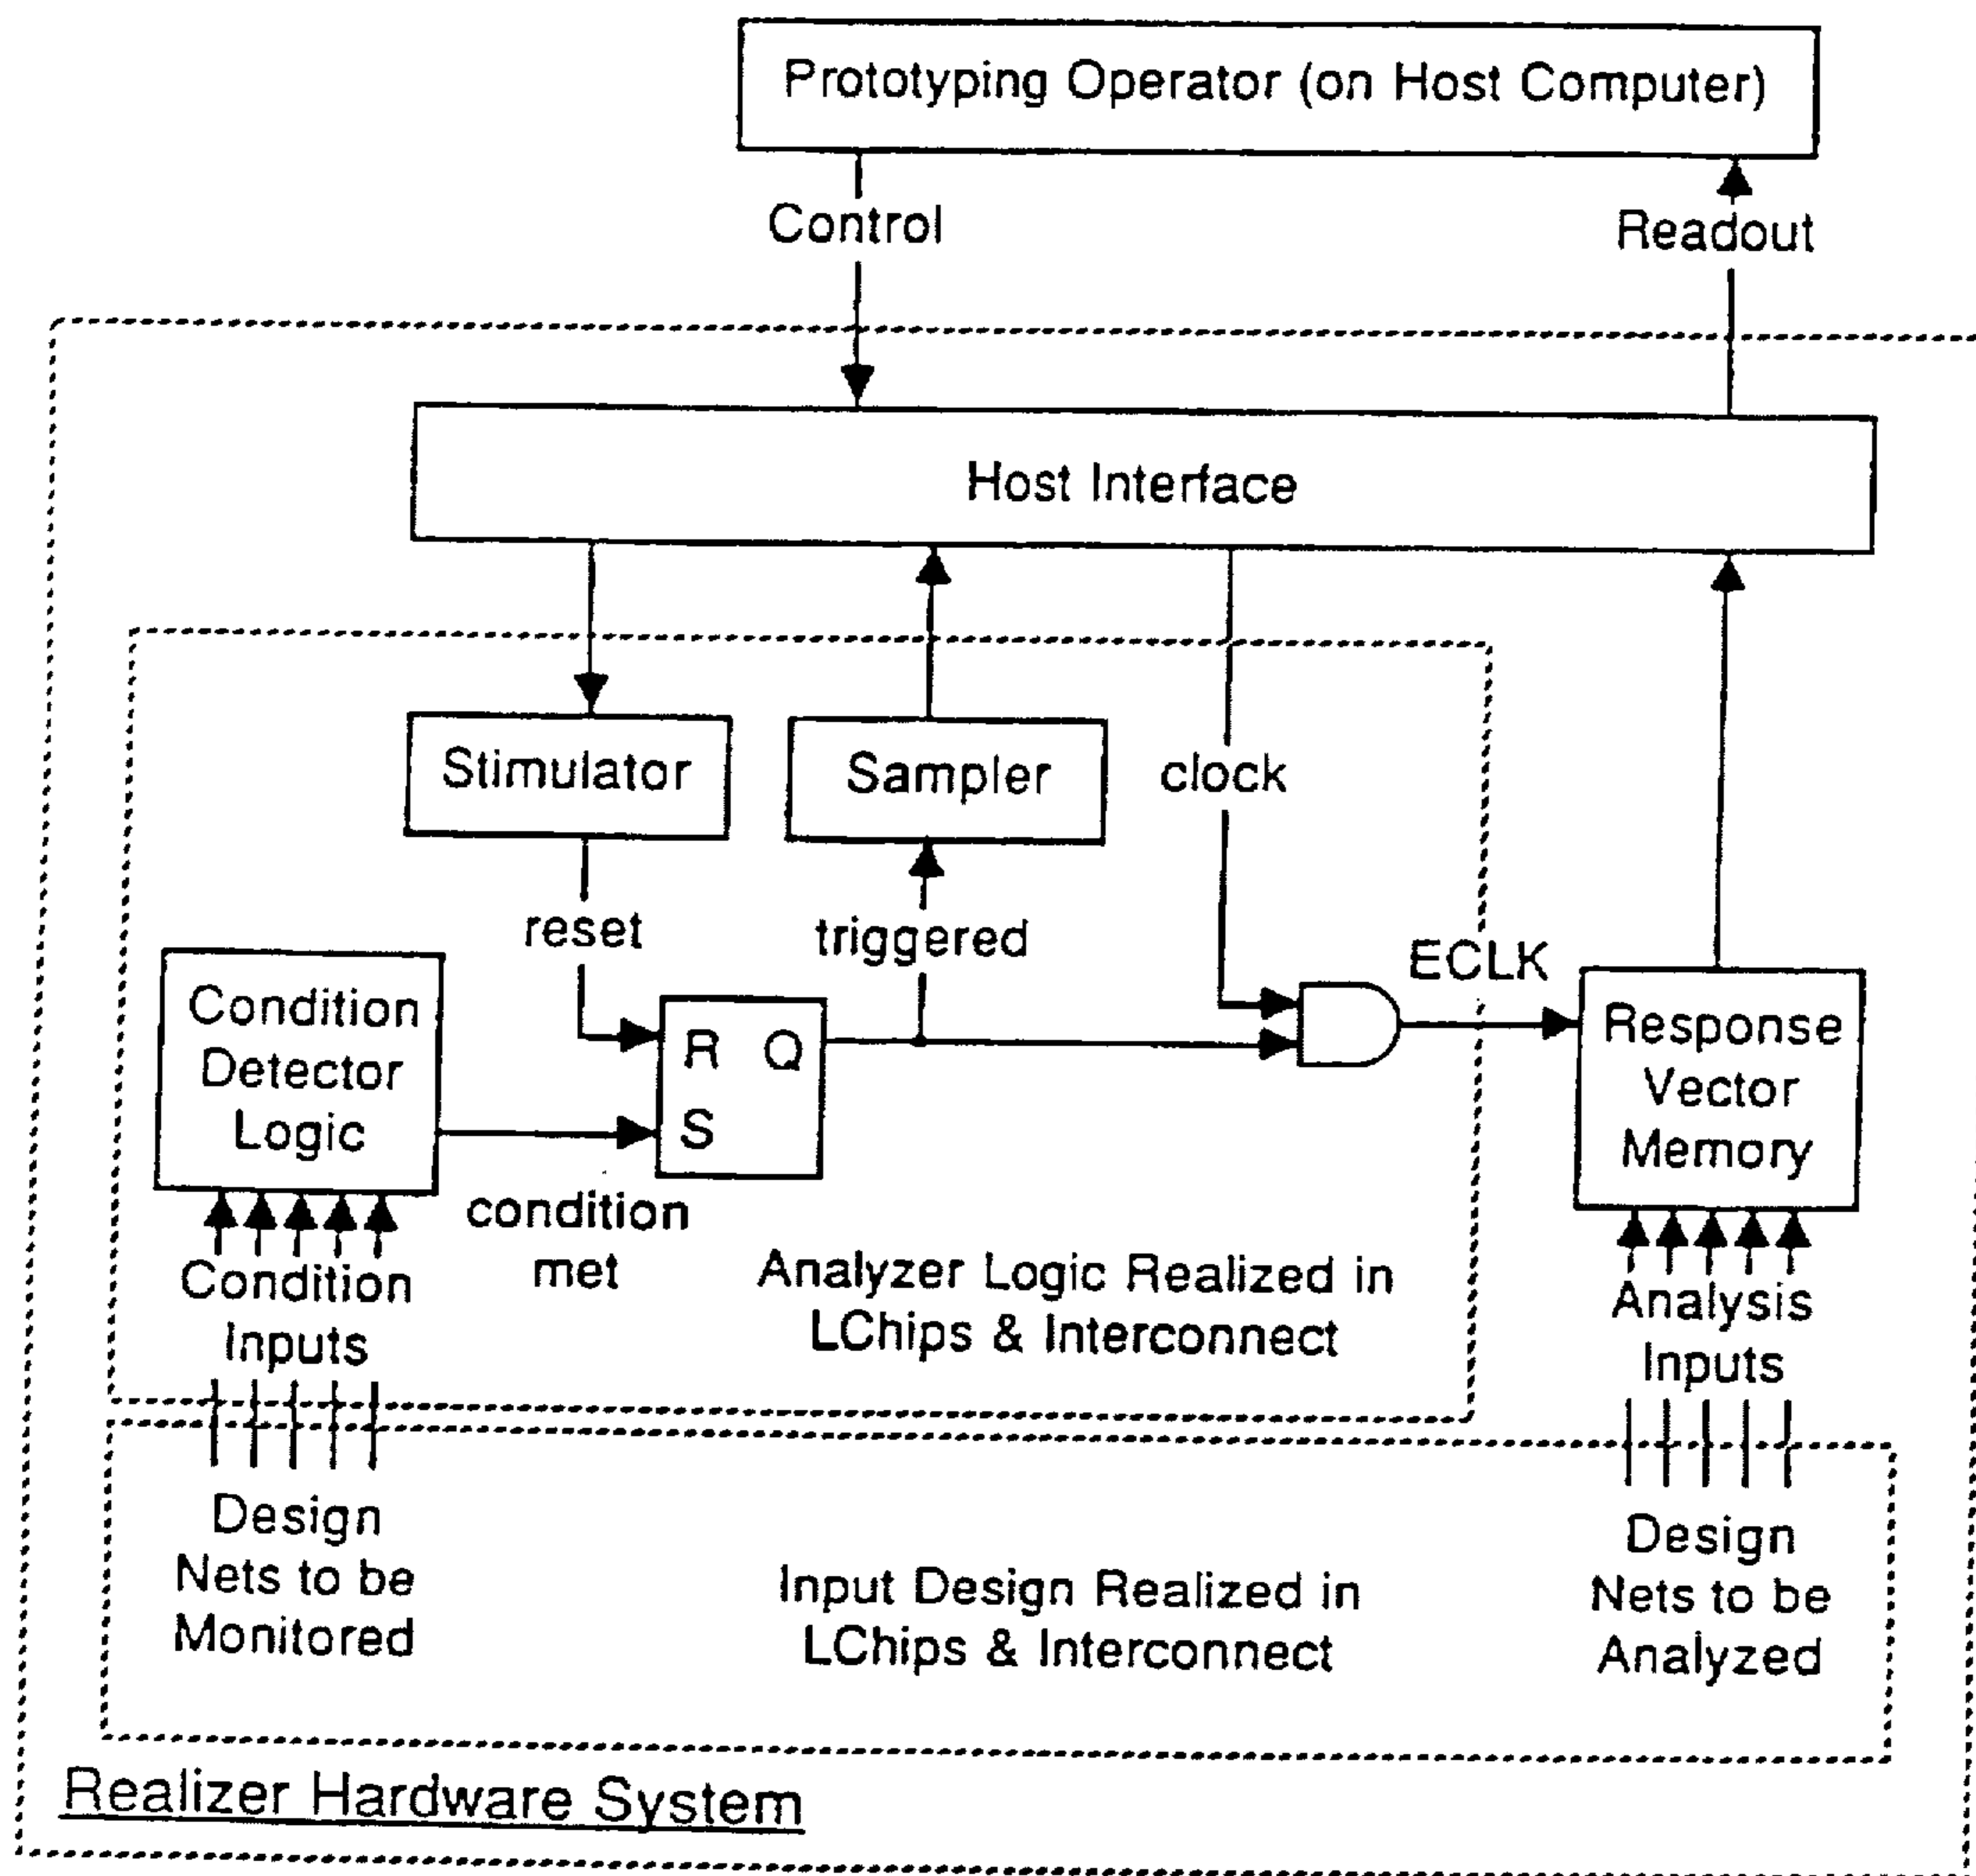 Prototyping Operator (on Host Computer)
Control
Readout
Host Interface
Stimulator
Sampler
clock
reset
triggered
ECLK
Condition
Detector
Logic
R Q
S
Response
Vector
Memory
condition
met
Condition
Inputs
Analyzer Logic Realized in
LChips & Interconnect
Analysis
Inputs
Design
Nets to be
Monitored
Input Design Realized in
LChips & Interconnect
Design
Nets to be
Analyzed
Realizer Hardware System